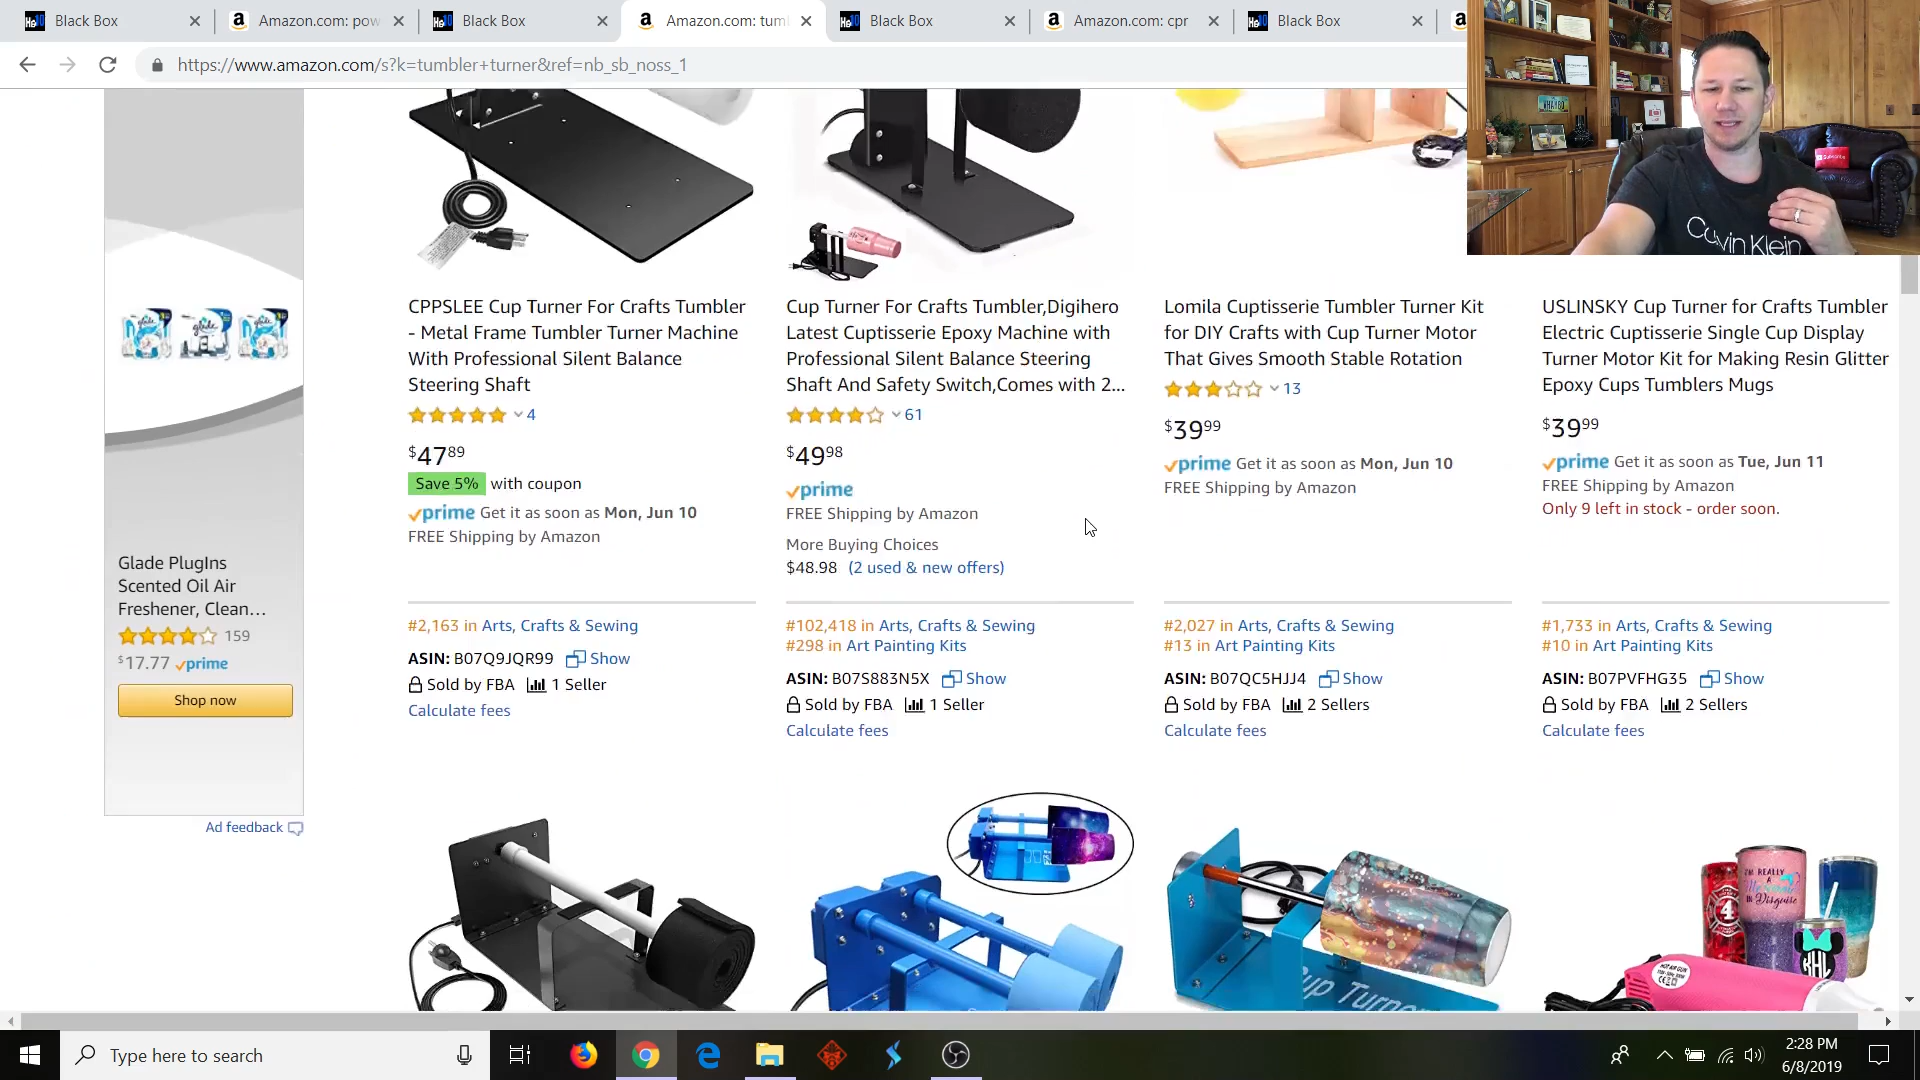 Black Box
Amazon.com: pow
Black Box
Amazon.com: tuml
Black Box
Amazon.com: cpr
Black Box
https://www.amazon.com/s?k=tumbler+turner&ref=nb_sb_noss_1
Calvin Klein
CPPSLEE Cup Turner For Crafts Tumbler
- Metal Frame Tumbler Turner Machine
With Professional Silent Balance
Steering Shaft
4
$47.89
Save 5% with coupon
prime Get it as soon as Mon, Jun 10
FREE Shipping by Amazon
#2,163 in Arts, Crafts & Sewing
ASIN: B07Q9JQR99 Show
Sold by FBA 1 Seller
Calculate fees
Cup Turner For Crafts Tumbler,Digihero
Latest Cuptisserie Epoxy Machine with
Professional Silent Balance Steering
Shaft And Safety Switch,Comes with 2...
61
$49.98
prime
FREE Shipping by Amazon
More Buying Choices
$48.98 (2 used & new offers)
#102,418 in Arts, Crafts & Sewing
#298 in Art Painting Kits
ASIN: B07S883N5X Show
Sold by FBA 1 Seller
Calculate fees
Lomila Cuptisserie Tumbler Turner Kit
for DIY Crafts with Cup Turner Motor
That Gives Smooth Stable Rotation
13
$39.99
prime Get it as soon as Mon, Jun 10
FREE Shipping by Amazon
#2,027 in Arts, Crafts & Sewing
#13 in Art Painting Kits
ASIN: B07QC5HJJ4 Show
Sold by FBA 2 Sellers
Calculate fees
USLINSKY Cup Turner for Crafts Tumbler
Electric Cuptisserie Single Cup Display
Turner Motor Kit for Making Resin Glitter
Epoxy Cups Tumblers Mugs
$39.99
prime Get it as soon as Tue, Jun 11
FREE Shipping by Amazon
Only 9 left in stock - order soon.
#1,733 in Arts, Crafts & Sewing
#10 in Art Painting Kits
ASIN: B07PVFHG35 Show
Sold by FBA 2 Sellers
Calculate fees
Glade PlugIns
Scented Oil Air
Freshener, Clean...
159
$17.77 prime
Shop now
Ad feedback
Cup Turner
Type here to search
2:28 PM
6/8/2019